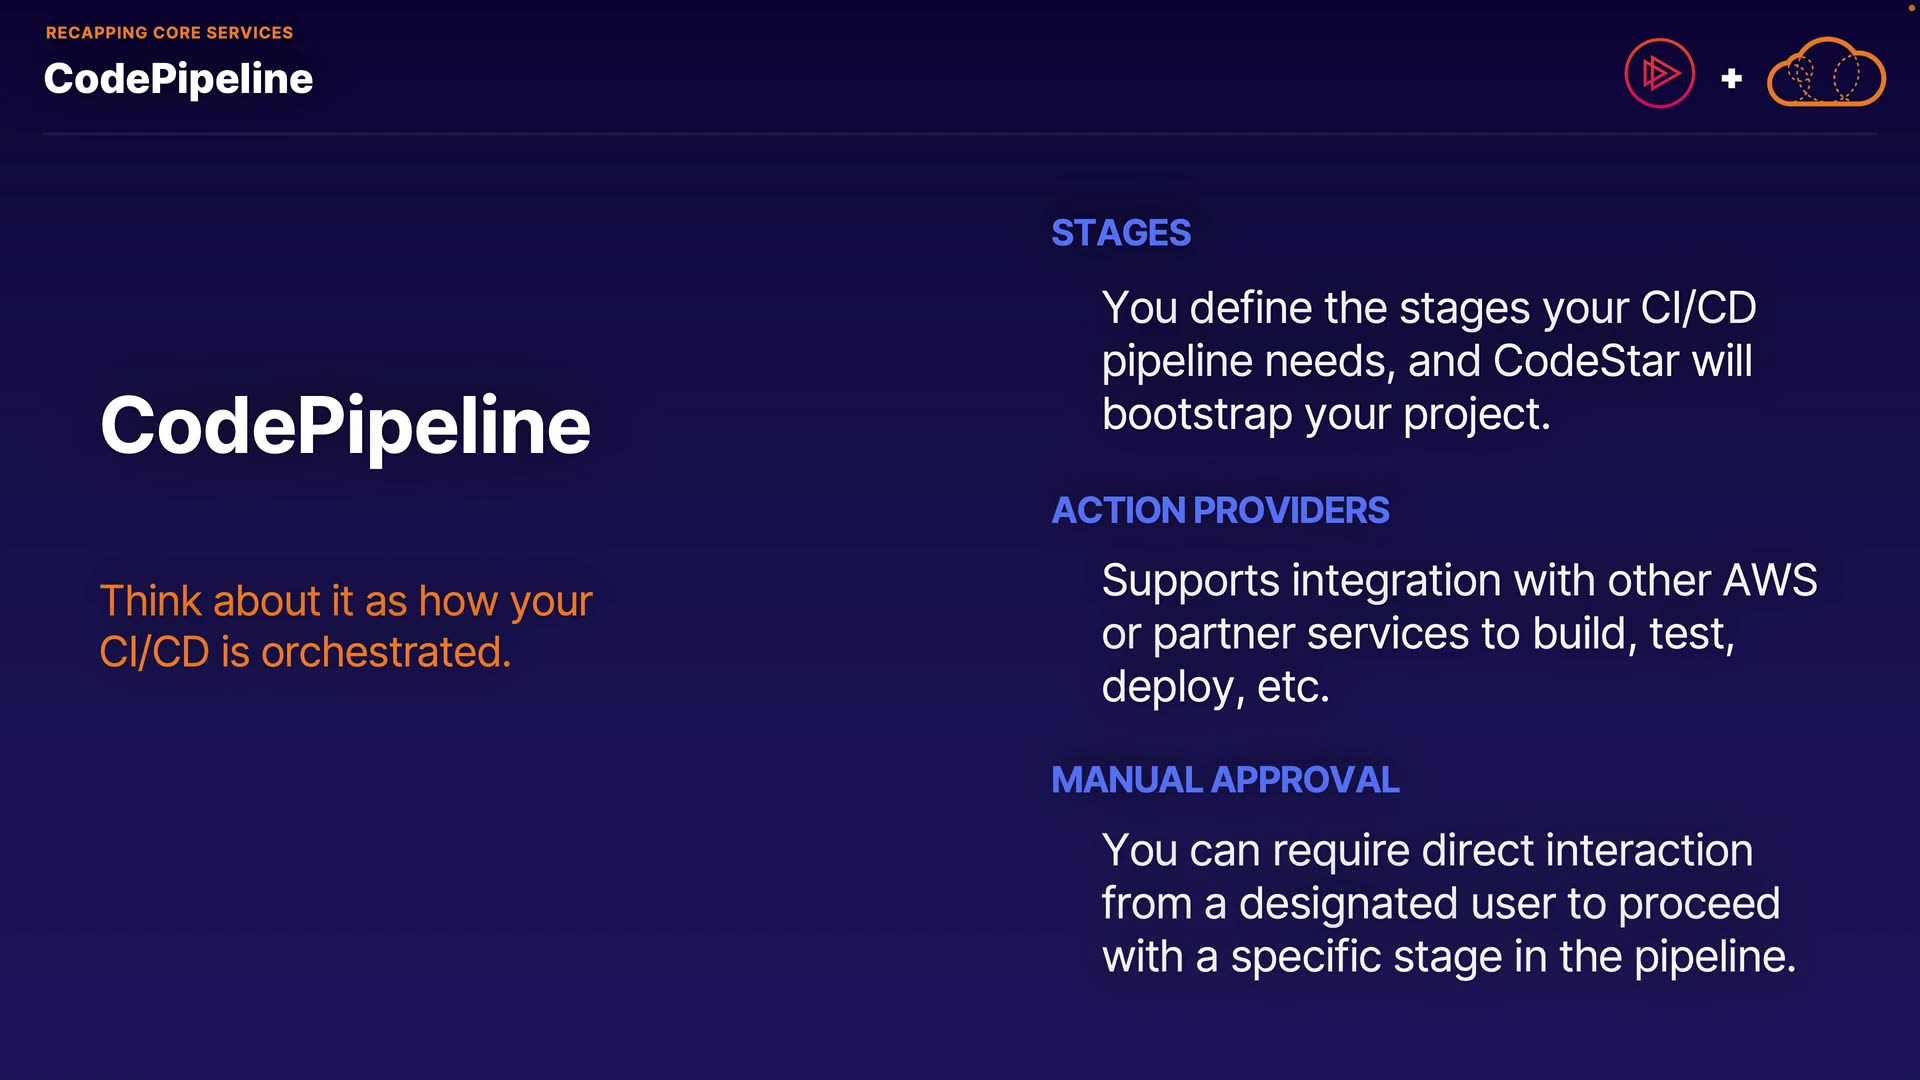 RECAPPING CORE SERVICES
CodePipeline
CodePipeline
Think about it as how your
CI/CD is orchestrated.
STAGES
You define the stages your CI/CD
pipeline needs, and CodeStar will
bootstrap your project.
ACTION PROVIDERS
Supports integration with other AWS
or partner services to build, test,
deploy, etc.
MANUAL APPROVAL
You can require direct interaction
from a designated user to proceed
with a specific stage in the pipeline.